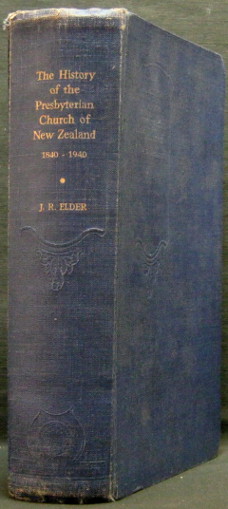 The History
of the
Presbyterian
Church of
New Zealand
1840 - 1940
J. R. ELDER